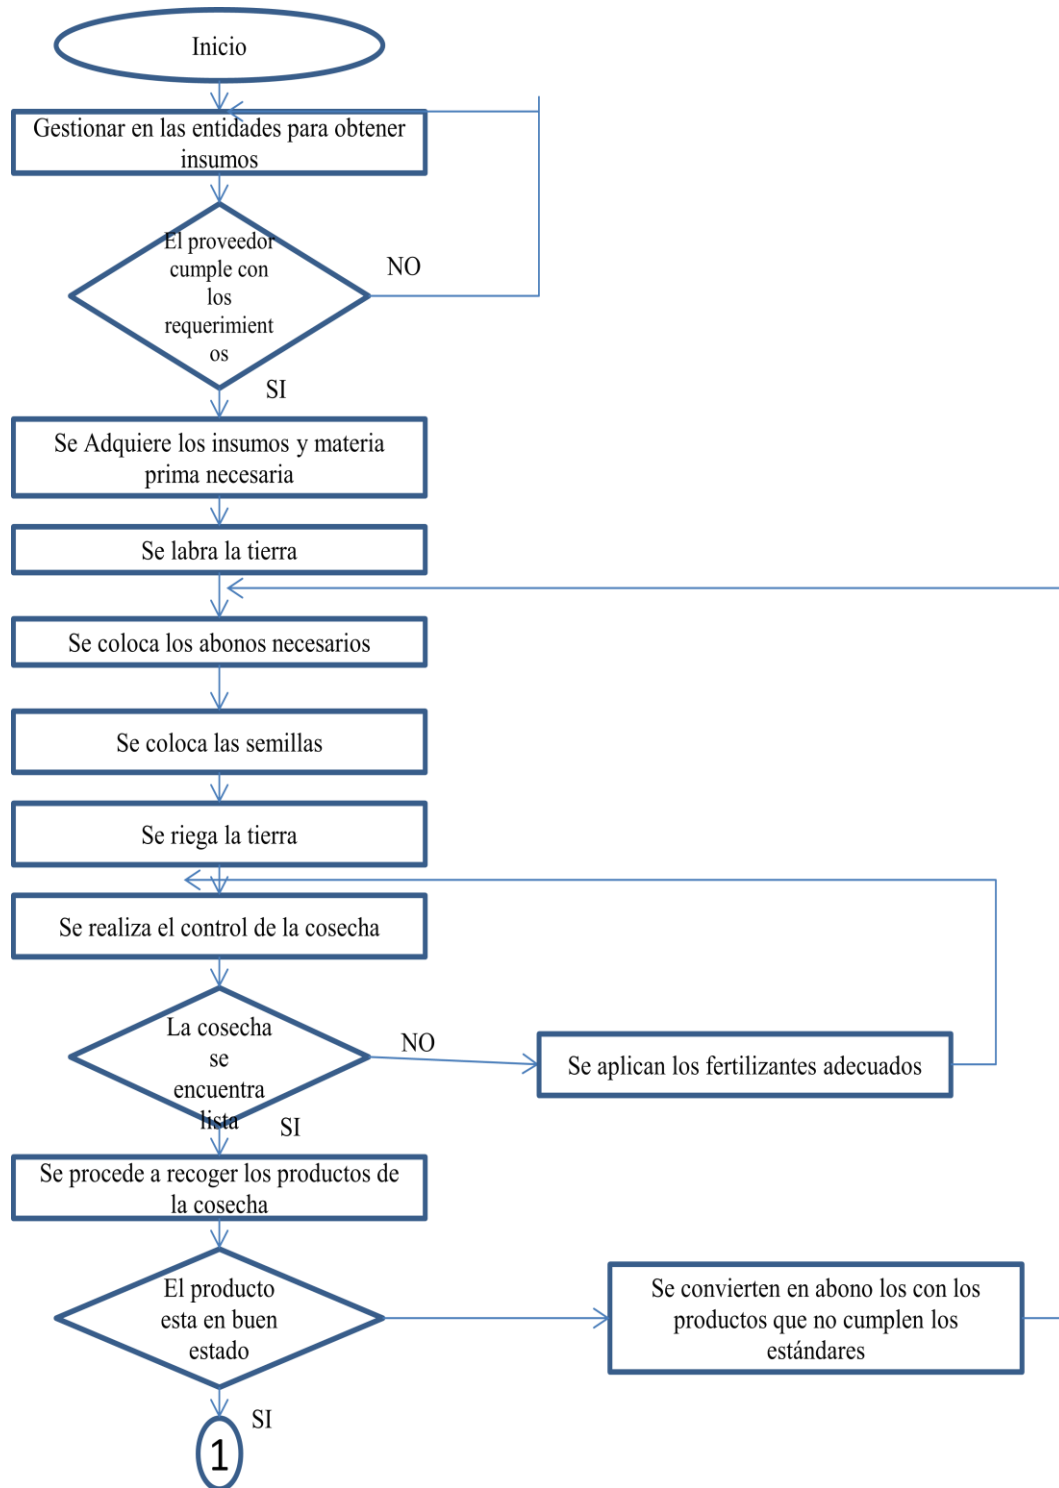 Inicio
Gestionar en las entidades para obtener
insumos
El proveedor
cumple con
los
requerimient
os
NO
SI
Se Adquiere los insumos y materia
prima necesaria
Se labra la tierra
Se coloca los abonos necesarios
Se coloca las semillas
Se riega la tierra
Se realiza el control de la cosecha
La cosecha
se
encuentra
lista
NO
Se aplican los fertilizantes adecuados
SI
Se procede a recoger los productos de
la cosecha
El producto
esta en buen
estado
Se convierten en abono los con los
productos que no cumplen los
estándares
SI
1